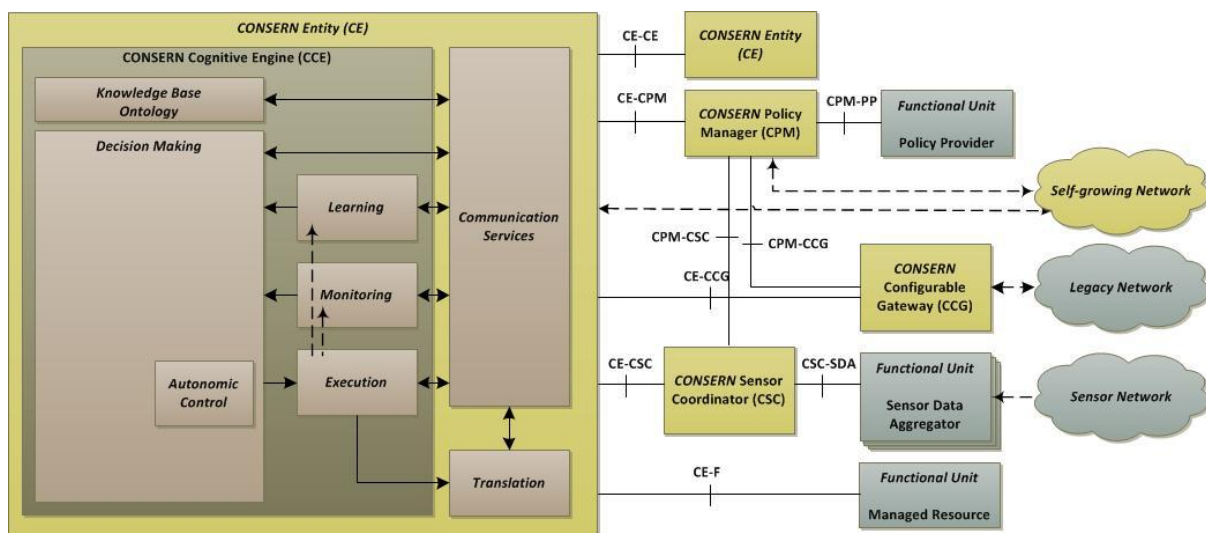 CONSERN Entity (CE)
CONSERN Cognitive Engine (CCE)
Knowledge Base
Ontology
Decision Making
Learning
Monitoring
Autonomic
Control
Execution
Communication
Services
Translation
CE-CE
CONSERN Entity
(CE)
CE-CPM
CONSERN Policy
Manager (CPM)
CPM-PP
Functional Unit
Policy Provider
Self-growing Network
CPM-CSC
CPM-CCG
CE-CCG
CONSERN
Configurable
Gateway (CCG)
Legacy Network
CE-CSC
CONSERN Sensor
Coordinator (CSC)
CSC-SDA
Functional Unit
Sensor Data
Aggregator
Sensor Network
CE-F
Functional Unit
Managed Resource